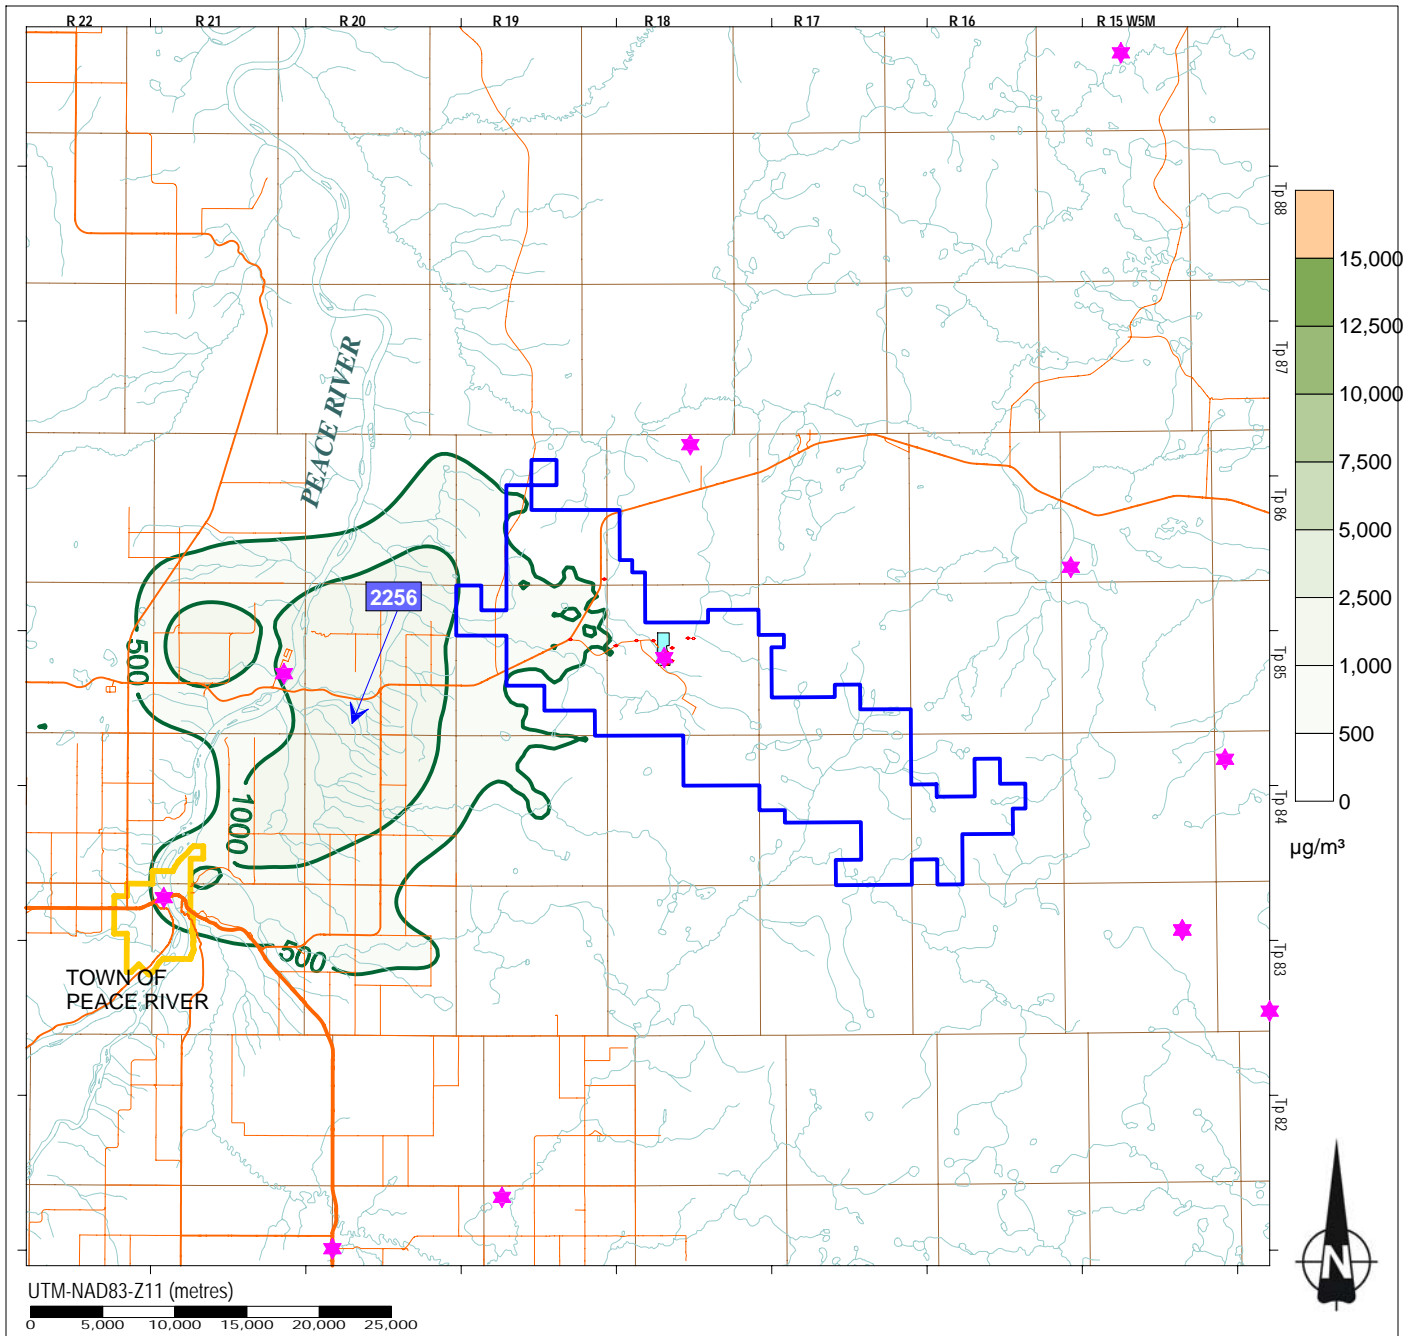 R 22 R 21 R 20 R 19 R 18 R 17 R 16 R 15 W5M
Tp 88
Tp 87
Tp 86
Tp 85
Tp 84
Tp 83
Tp 82
PEACE RIVER
2256
500
1000
500
TOWN OF
PEACE RIVER
15,000
12,500
10,000
7,500
5,000
2,500
1,000
500
0
µg/m³
N
UTM-NAD83-Z11 (metres)
0 5,000 10,000 15,000 20,000 25,000